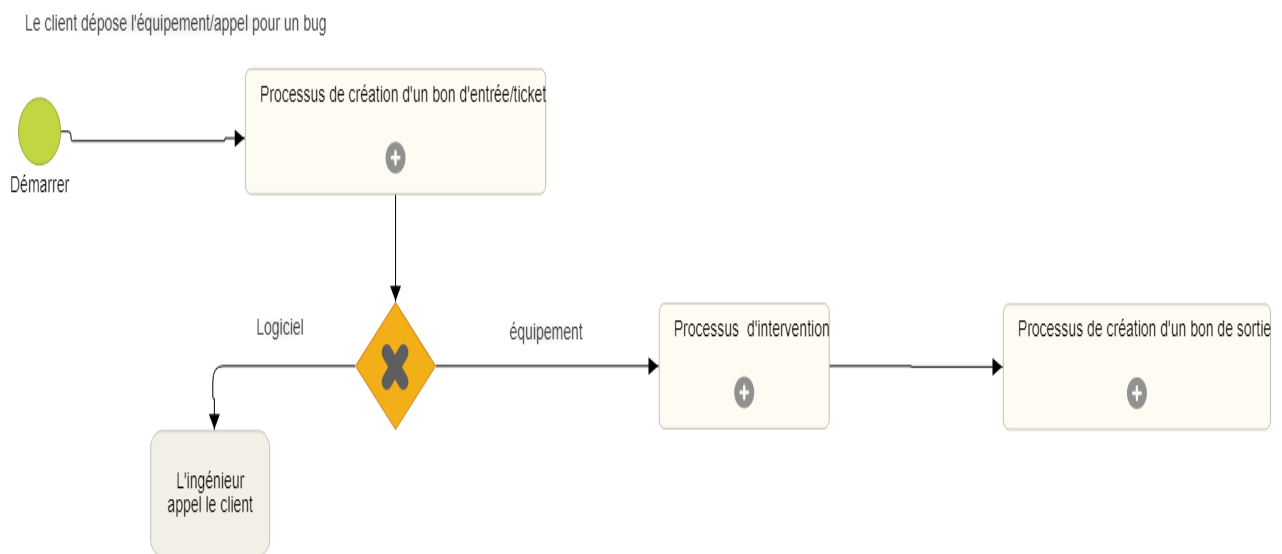 Le client dépose l'équipement/appel pour un bug
Processus de création d'un bon d'entrée/ticket
Démarrer
Logiciel
équipement
Processus d'intervention
Processus de création d'un bon de sortie
L'ingénieur
appel le client